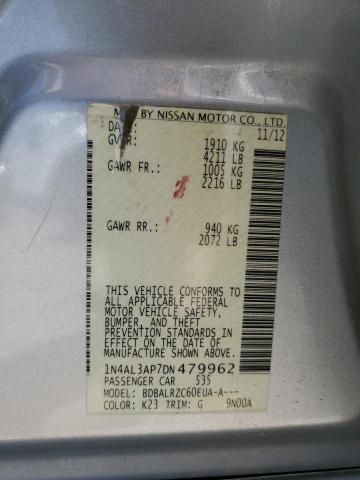 BY NISSAN MOTOR CO., LTD.
DATE: 11/12
GVWR: 1910 KG
4211 LB
GAWR FR.: 1005 KG
2216 LB
GAWR RR.: 940 KG
2072 LB
THIS VEHICLE CONFORMS TO
ALL APPLICABLE FEDERAL
MOTOR VEHICLE SAFETY,
BUMPER, AND THEFT
PREVENTION STANDARDS IN
EFFECT ON THE DATE OF
MANUFACTURE SHOWN ABOVE.
1N4AL3AP7DN479962
PASSENGER CAR 535
MODEL: BDBALRZC60EUA-A---
COLOR: K23 TRIM: G 9N00A